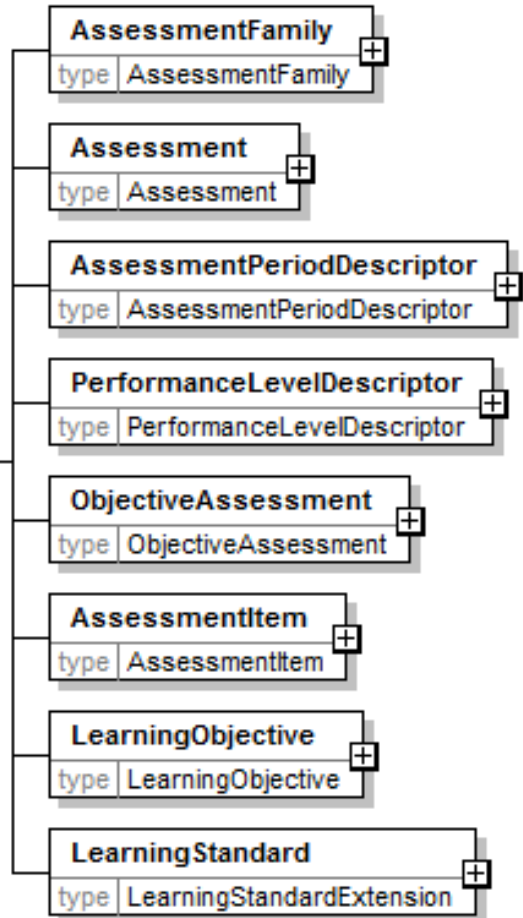 AssessmentFamily
type AssessmentFamily
Assessment
type Assessment
AssessmentPeriodDescriptor
type AssessmentPeriodDescriptor
PerformanceLevelDescriptor
type PerformanceLevelDescriptor
ObjectiveAssessment
type ObjectiveAssessment
AssessmentItem
type AssessmentItem
LearningObjective
type LearningObjective
LearningStandard
type LearningStandardExtension